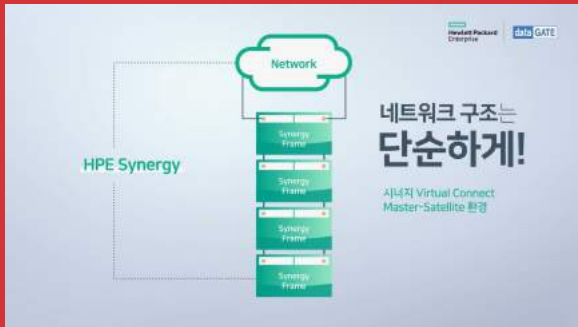 Hewlett Packard
Enterprise
data GATE
Network
HPE Synergy
Synergy
Frame
Synergy
Frame
Synergy
Frame
Synergy
Frame
네트워크 구조는
단순하게!
시너지 Virtual Connect
Master-Satellite 환경